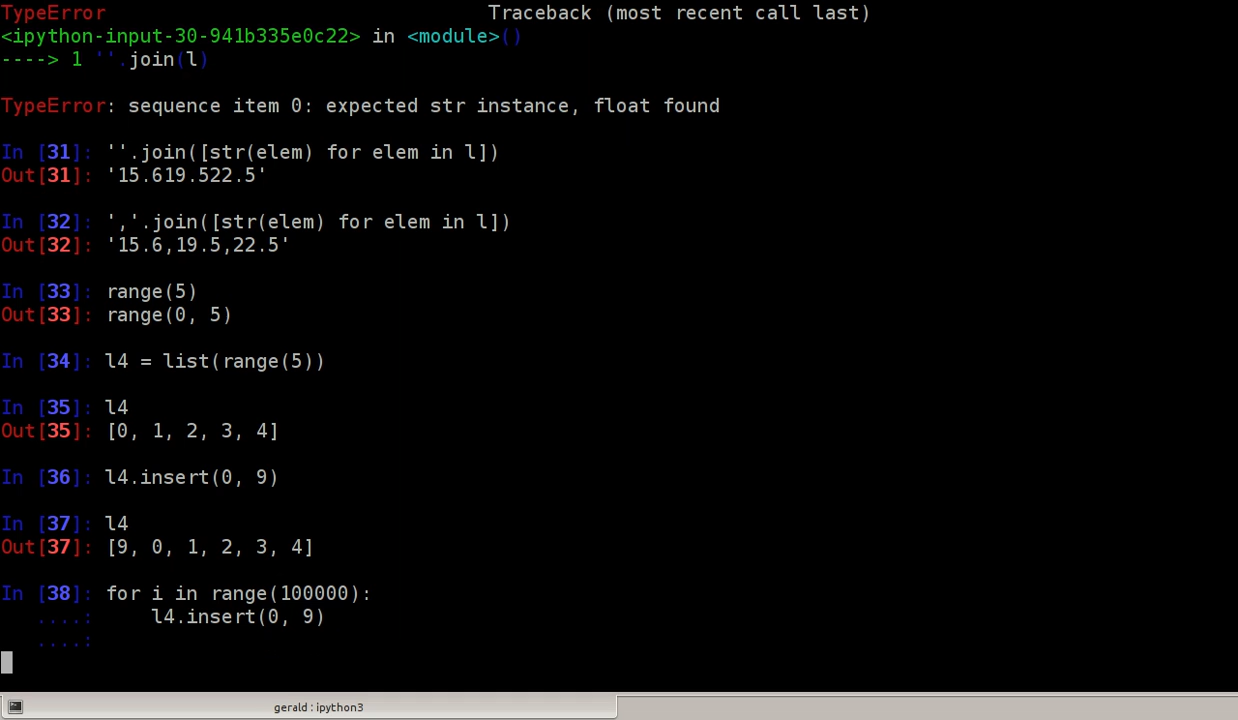 TypeError                                 Traceback (most recent call last)
<ipython-input-30-941b335e0c22> in <module>()
----> 1 ''.join(l)
TypeError: sequence item 0: expected str instance, float found
In [31]: ''.join([str(elem) for elem in l])
Out[31]: '15.619.522.5'
In [32]: ','.join([str(elem) for elem in l])
Out[32]: '15.6,19.5,22.5'
In [33]: range(5)
Out[33]: range(0, 5)
In [34]: l4 = list(range(5))
In [35]: l4
Out[35]: [0, 1, 2, 3, 4]
In [36]: l4.insert(0, 9)
In [37]: l4
Out[37]: [9, 0, 1, 2, 3, 4]
In [38]: for i in range(100000):
   ....:     l4.insert(0, 9)
   ....:
gerald : ipython3